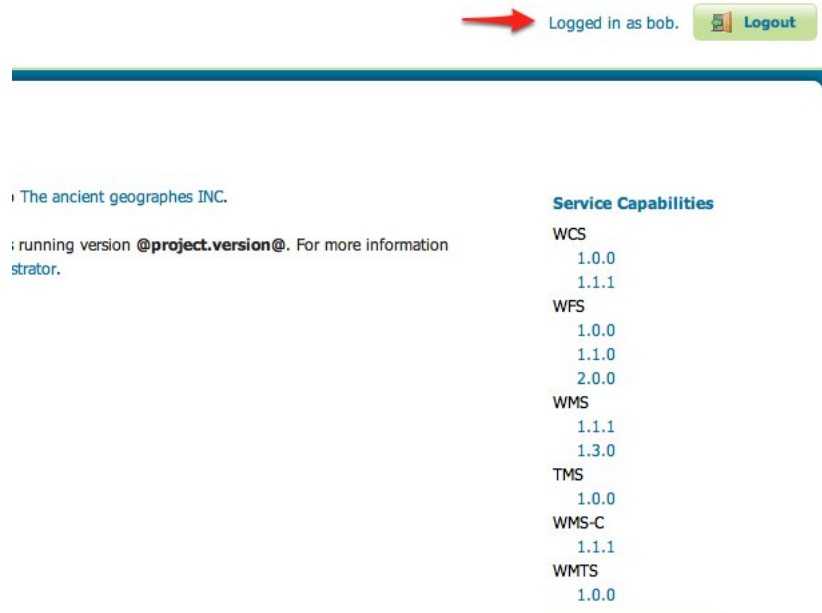 Logged in as bob.
Logout
The ancient geographes INC.
running version @project.version@. For more information
strator.
Service Capabilities
WCS
1.0.0
1.1.1
WFS
1.0.0
1.1.0
2.0.0
WMS
1.1.1
1.3.0
TMS
1.0.0
WMS-C
1.1.1
WMTS
1.0.0